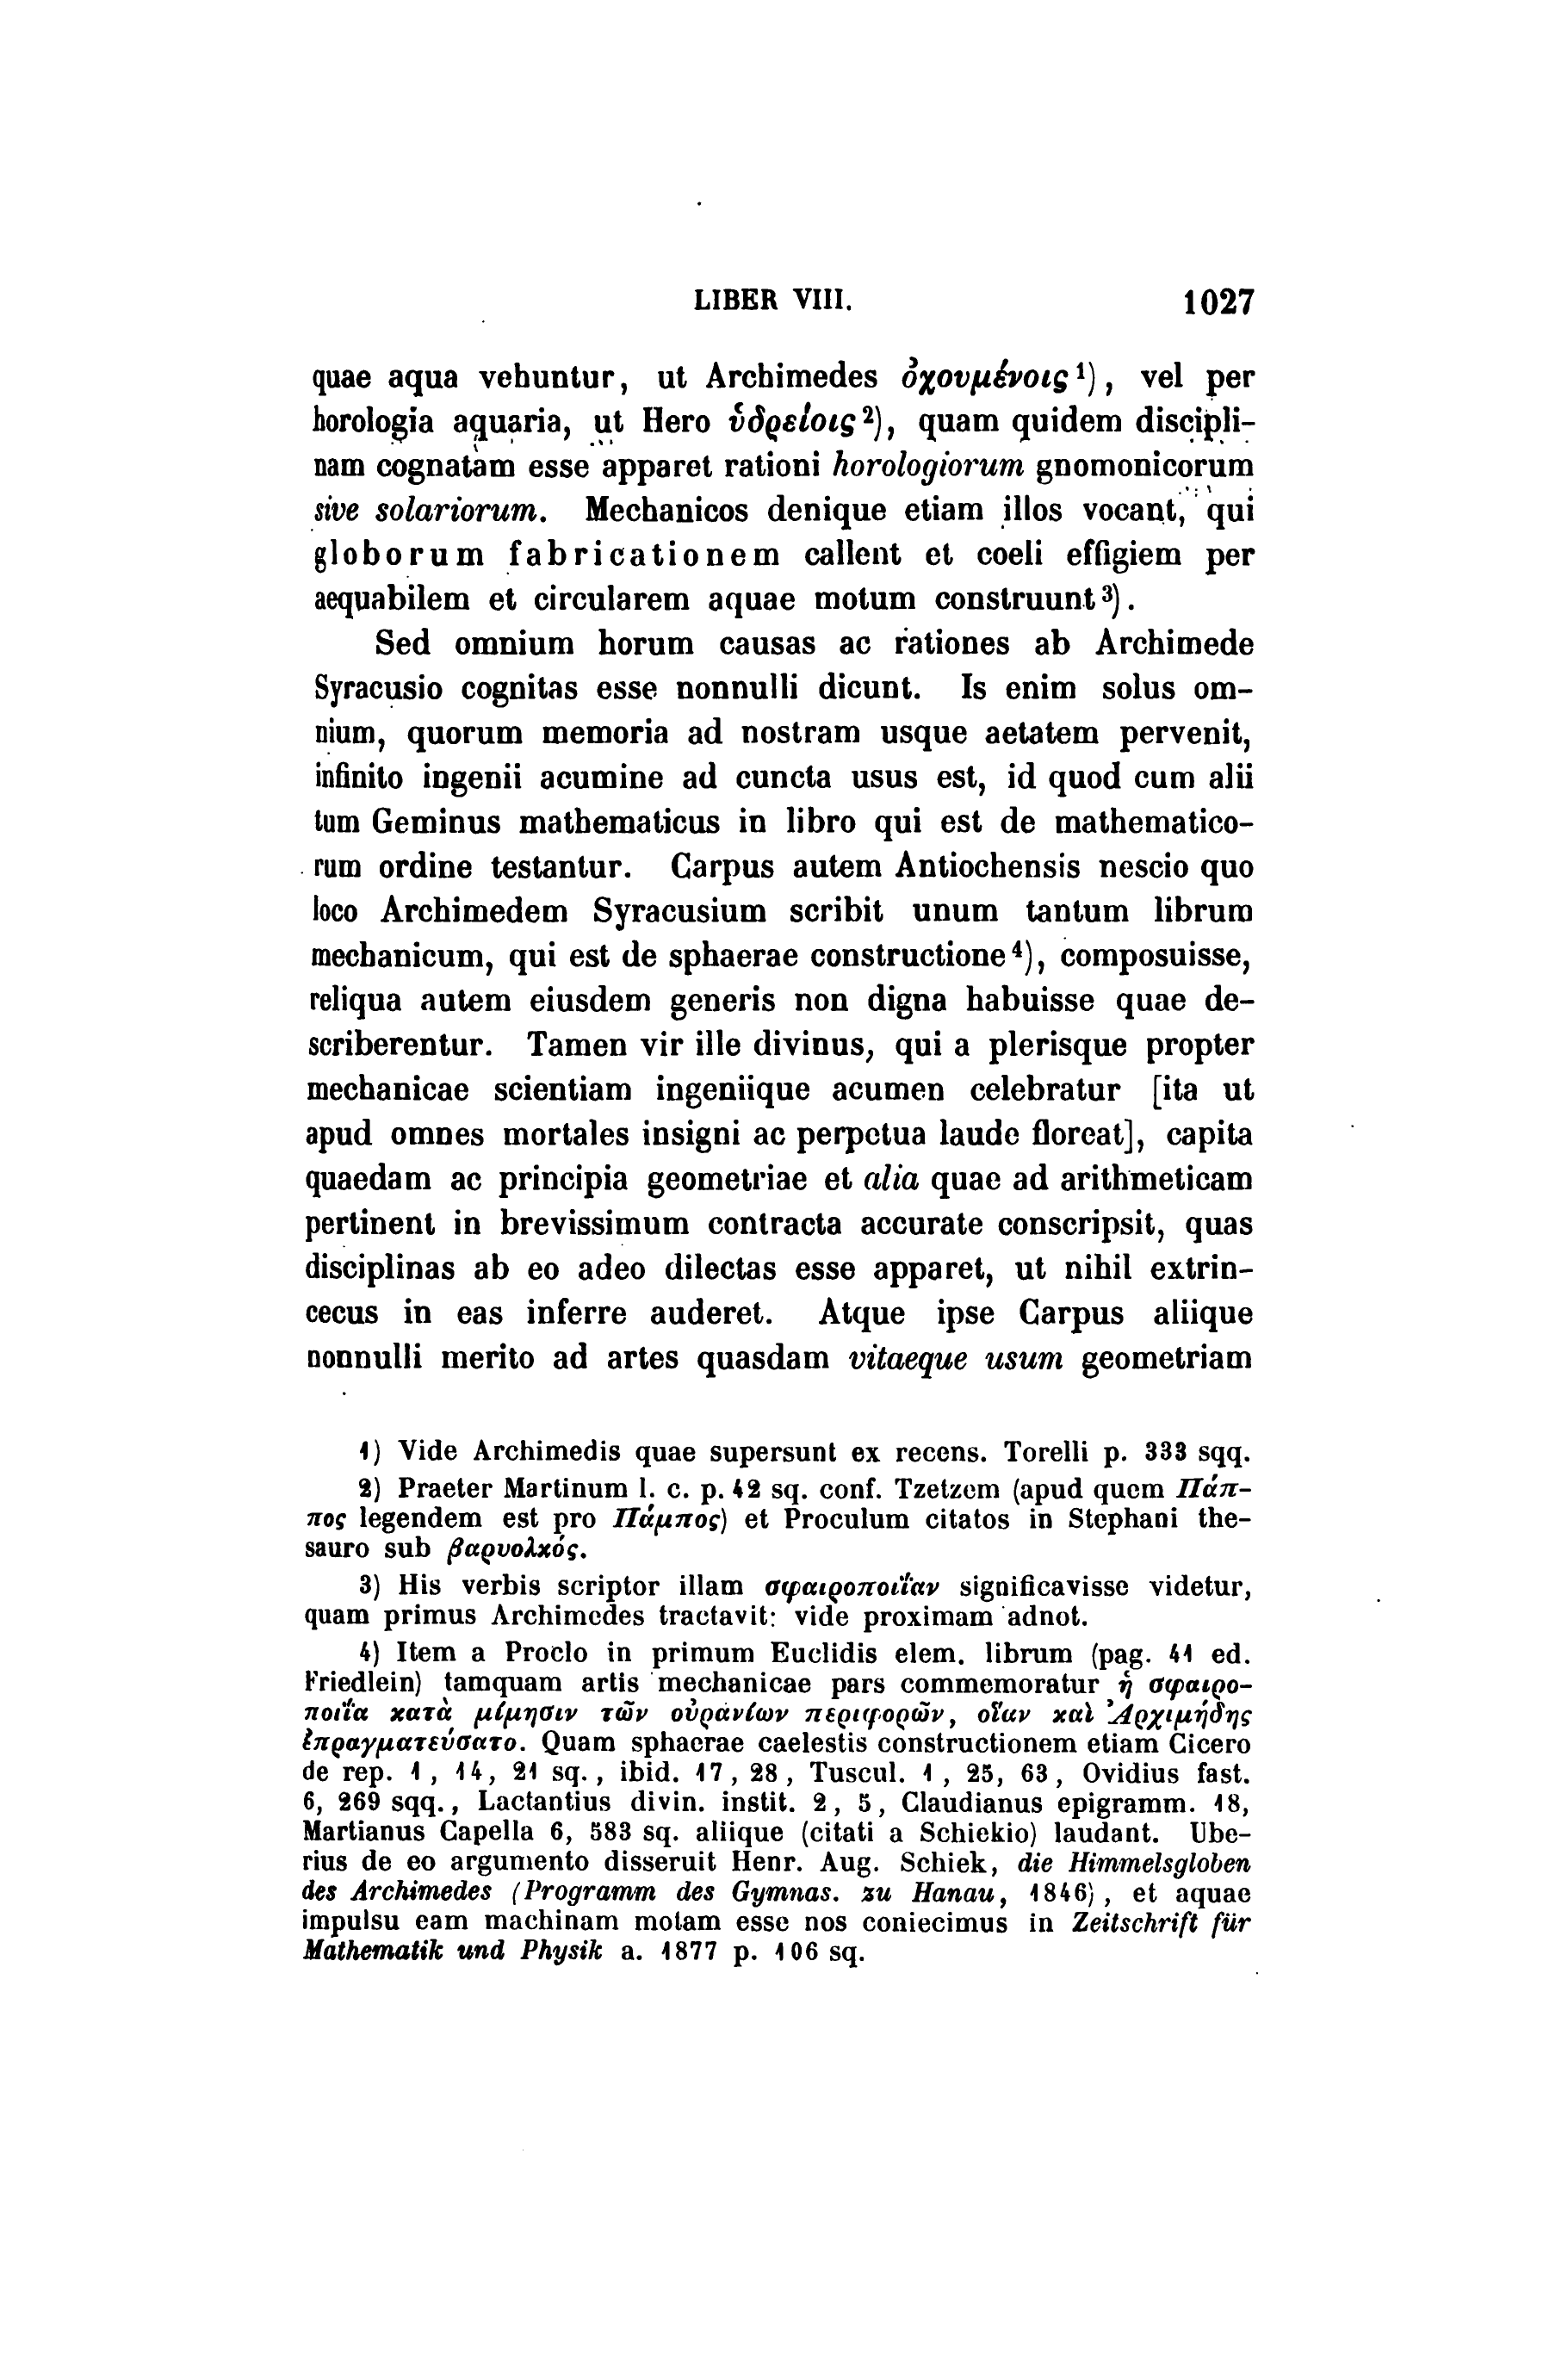 LIBER VIII. 1027
quae aqua vehuntur, ut Archimedes ὀχουμένοις ¹), vel per
horologia aquaria, ut Hero ὑδρείοις ²), quam quidem discipli-
nam cognatam esse apparet rationi horologiorum gnomonicorum
sive solariorum. Mechanicos denique etiam illos vocant, qui
globorum fabricationem callent et coeli effigiem per
aequabilem et circularem aquae motum construunt ³).
Sed omnium horum causas ac rationes ab Archimede
Syracusio cognitas esse nonnulli dicunt. Is enim solus om-
nium, quorum memoria ad nostram usque aetatem pervenit,
infinito ingenii acumine ad cuncta usus est, id quod cum alii
tum Geminus mathematicus in libro qui est de mathematico-
rum ordine testantur. Carpus autem Antiochensis nescio quo
loco Archimedem Syracusium scribit unum tantum librum
mechanicum, qui est de sphaerae constructione ⁴), composuisse,
reliqua autem eiusdem generis non digna habuisse quae de-
scriberentur. Tamen vir ille divinus, qui a plerisque propter
mechanicae scientiam ingeniique acumen celebratur [ita ut
apud omnes mortales insigni ac perpetua laude floreat], capita
quaedam ac principia geometriae et alia quae ad arithmeticam
pertinent in brevissimum contracta accurate conscripsit, quas
disciplinas ab eo adeo dilectas esse apparet, ut nihil extrin-
cecus in eas inferre auderet. Atque ipse Carpus aliique
nonnulli merito ad artes quasdam vitaeque usum geometriam
1) Vide Archimedis quae supersunt ex recens. Torelli p. 333 sqq.
2) Praeter Martinum l. c. p. 42 sq. conf. Tzetzem (apud quem Πάπ-
πος legendem est pro Πάμπος) et Proculum citatos in Stephani the-
sauro sub βαρυολκός.
3) His verbis scriptor illam σφαιροποιΐαν significavisse videtur,
quam primus Archimedes tractavit: vide proximam adnot.
4) Item a Proclo in primum Euclidis elem. librum (pag. 41 ed.
Friedlein) tamquam artis mechanicae pars commemoratur ἡ σφαιρο-
ποιΐα κατὰ μίμησιν τῶν οὐρανίων περιφορῶν, οἵαν καὶ Ἀρχιμήδης
ἐπραγματεύσατο. Quam sphaerae caelestis constructionem etiam Cicero
de rep. 1, 14, 21 sq., ibid. 17, 28, Tuscul. 1, 25, 63, Ovidius fast.
6, 269 sqq., Lactantius divin. instit. 2, 5, Claudianus epigramm. 18,
Martianus Capella 6, 583 sq. aliique (citati a Schiekio) laudant. Ube-
rius de eo argumento disseruit Henr. Aug. Schiek, die Himmelsgloben
des Archimedes (Programm des Gymnas. zu Hanau, 1846), et aquae
impulsu eam machinam motam esse nos coniecimus in Zeitschrift für
Mathematik und Physik a. 1877 p. 106 sq.